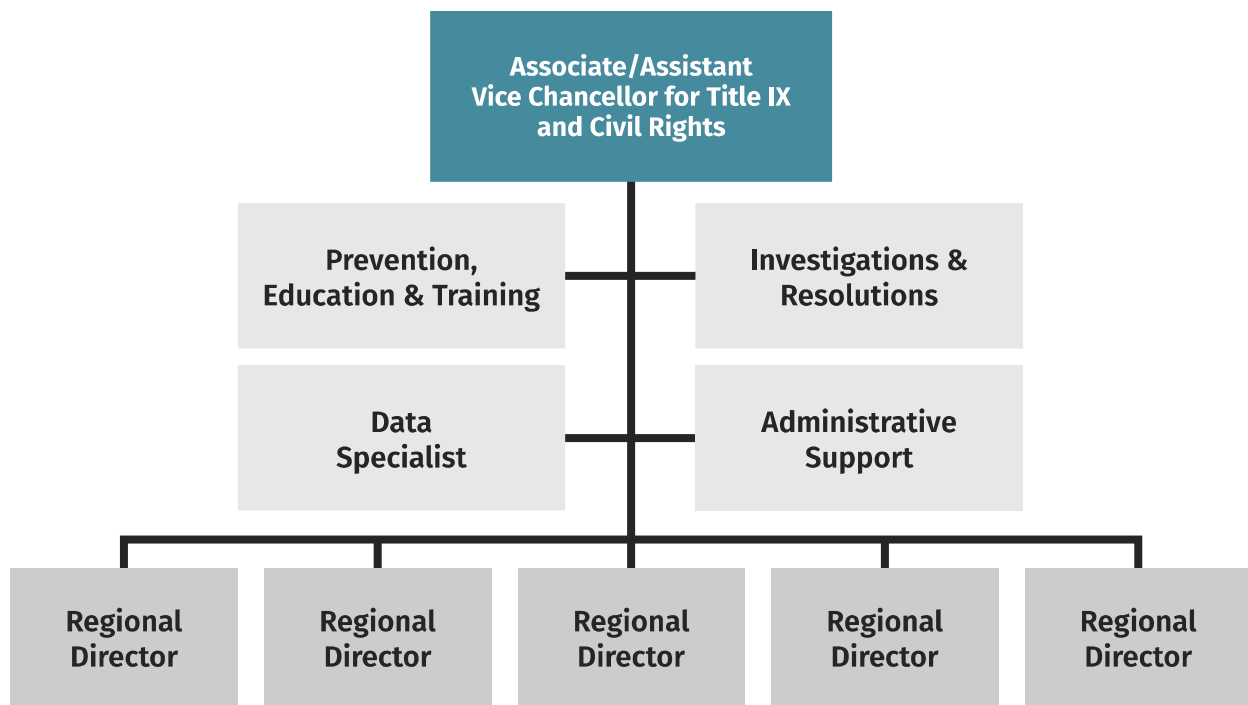 Associate/Assistant
Vice Chancellor for Title IX
and Civil Rights
Prevention,
Education & Training
Investigations &
Resolutions
Data
Specialist
Administrative
Support
Regional
Director
Regional
Director
Regional
Director
Regional
Director
Regional
Director